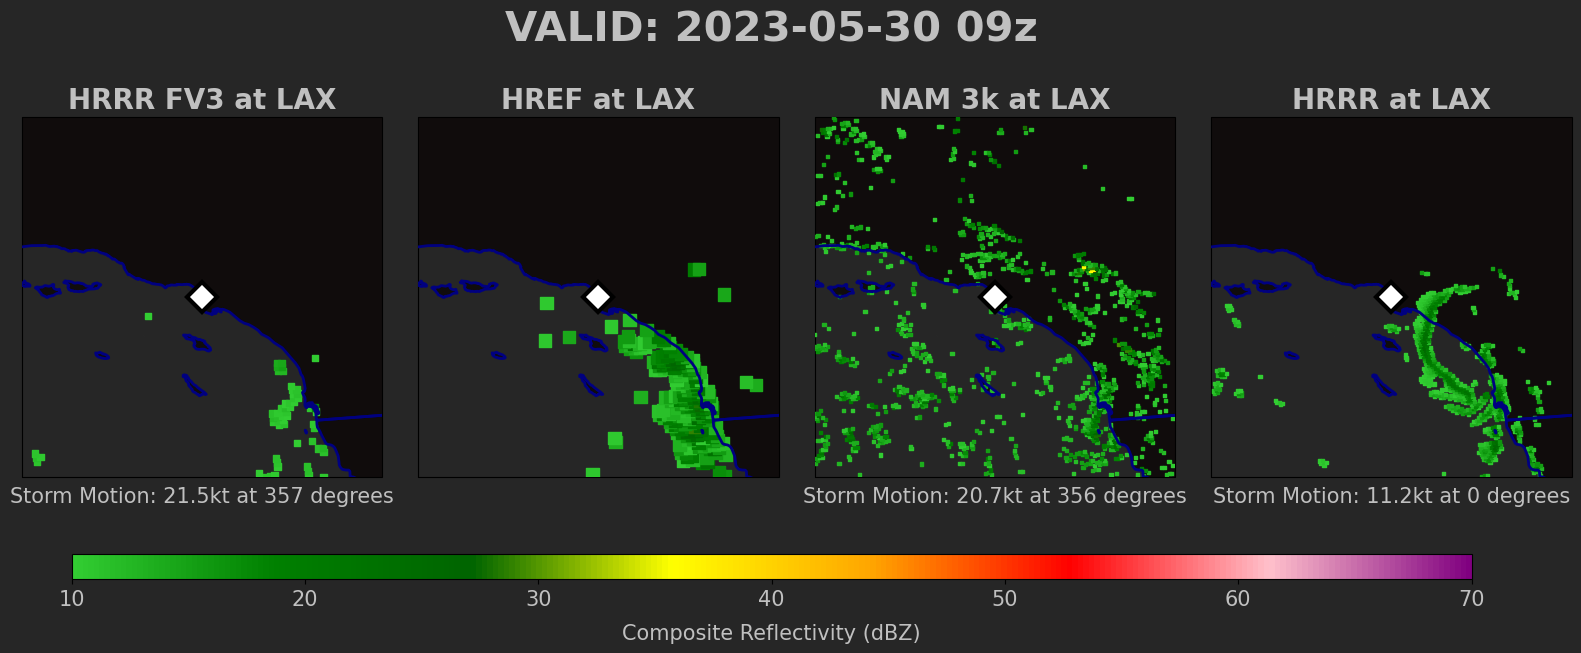 VALID: 2023-05-30 09z
HRRR FV3 at LAX
HREF at LAX
NAM 3k at LAX
HRRR at LAX
Storm Motion: 21.5kt at 357 degrees
Storm Motion: 20.7kt at 356 degrees
Storm Motion: 11.2kt at 0 degrees
10 20 30 40 50 60 70
Composite Reflectivity (dBZ)